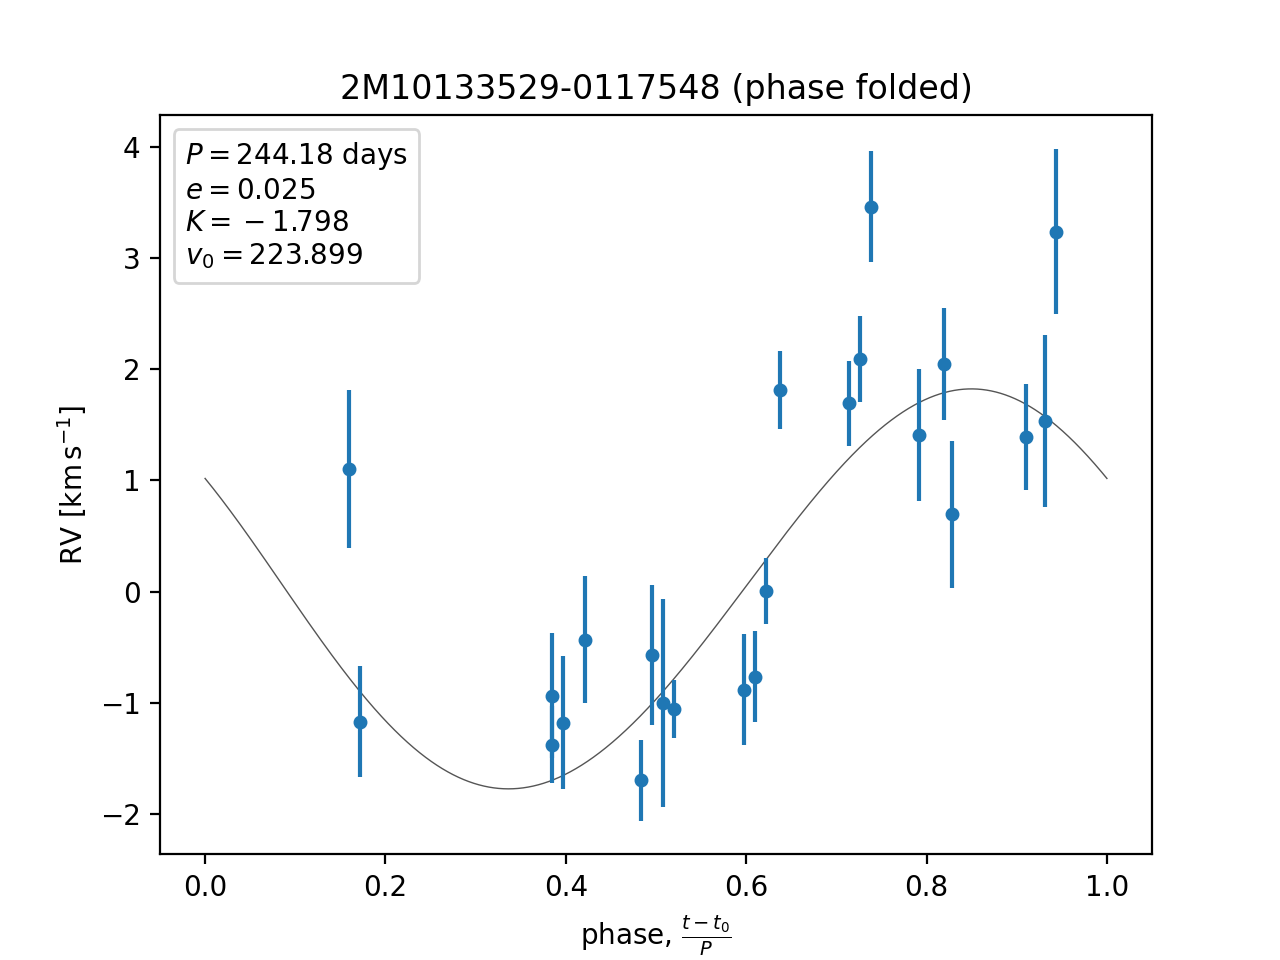 2M10133529-0117548 (phase folded)
P = 244.18 days
e = 0.025
K = −1.798
v₀ = 223.899
4
3
2
1
0
−1
−2
RV [km s⁻¹]
0.0 0.2 0.4 0.6 0.8 1.0
phase, (t − t₀)/P